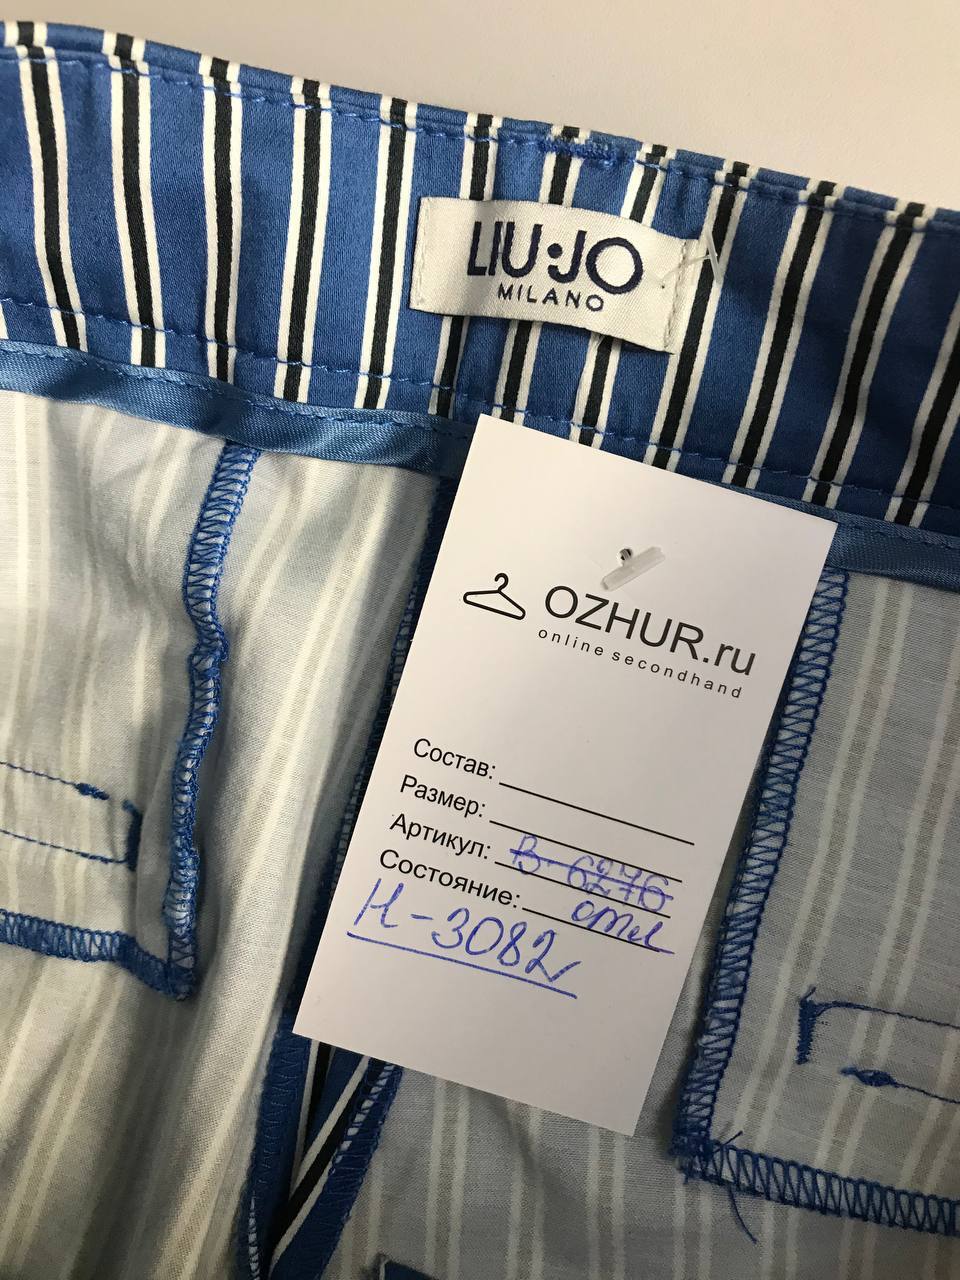 LIU·JO
MILANO
OZHUR.ru
online secondhand
Состав:
Размер:
Артикул: В-6276
Состояние: отл
Н-3082